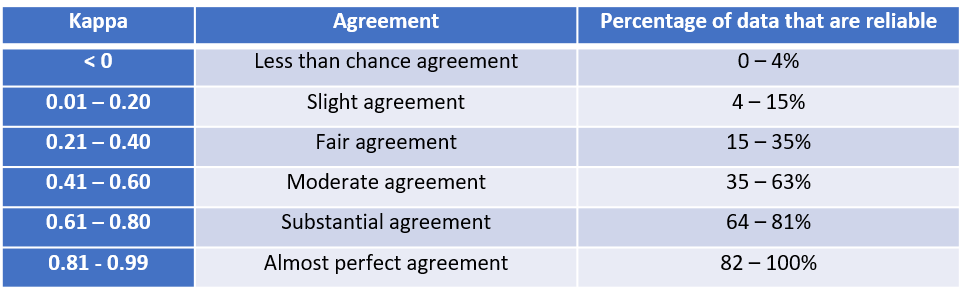 Kappa Agreement Percentage of data that are reliable
< 0 Less than chance agreement 0 – 4%
0.01 – 0.20 Slight agreement 4 – 15%
0.21 – 0.40 Fair agreement 15 – 35%
0.41 – 0.60 Moderate agreement 35 – 63%
0.61 – 0.80 Substantial agreement 64 – 81%
0.81 - 0.99 Almost perfect agreement 82 – 100%